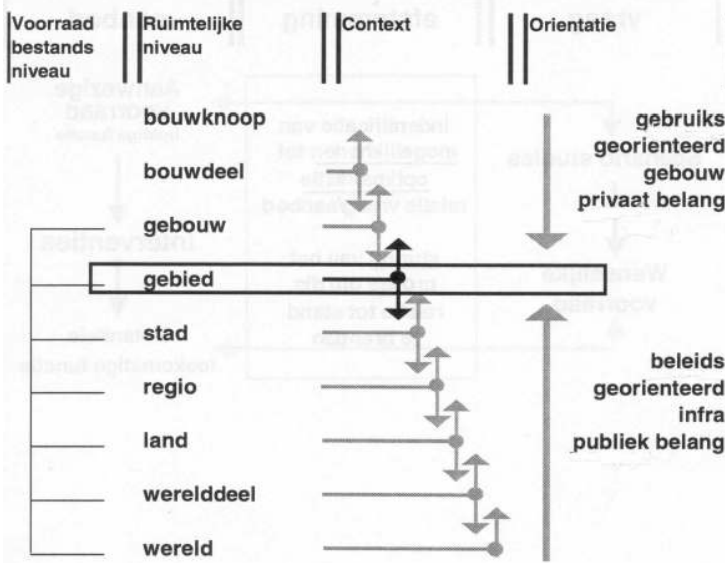 Voorraad
bestands
niveau
Ruimtelijke
niveau
Context
Orientatie
bouwknoop
bouwdeel
gebouw
gebied
stad
regio
land
werelddeel
wereld
gebruiks
georienteerd
gebouw
privaat belang
beleids
georienteerd
infra
publiek belang